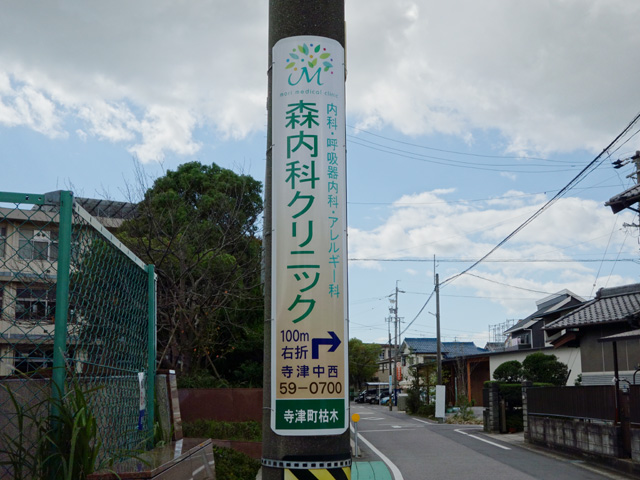 M
mori medical clinic
森内科クリニック
内科・呼吸器内科・アレルギー科
100m
右折
寺津中西
59-0700
寺津町枯木